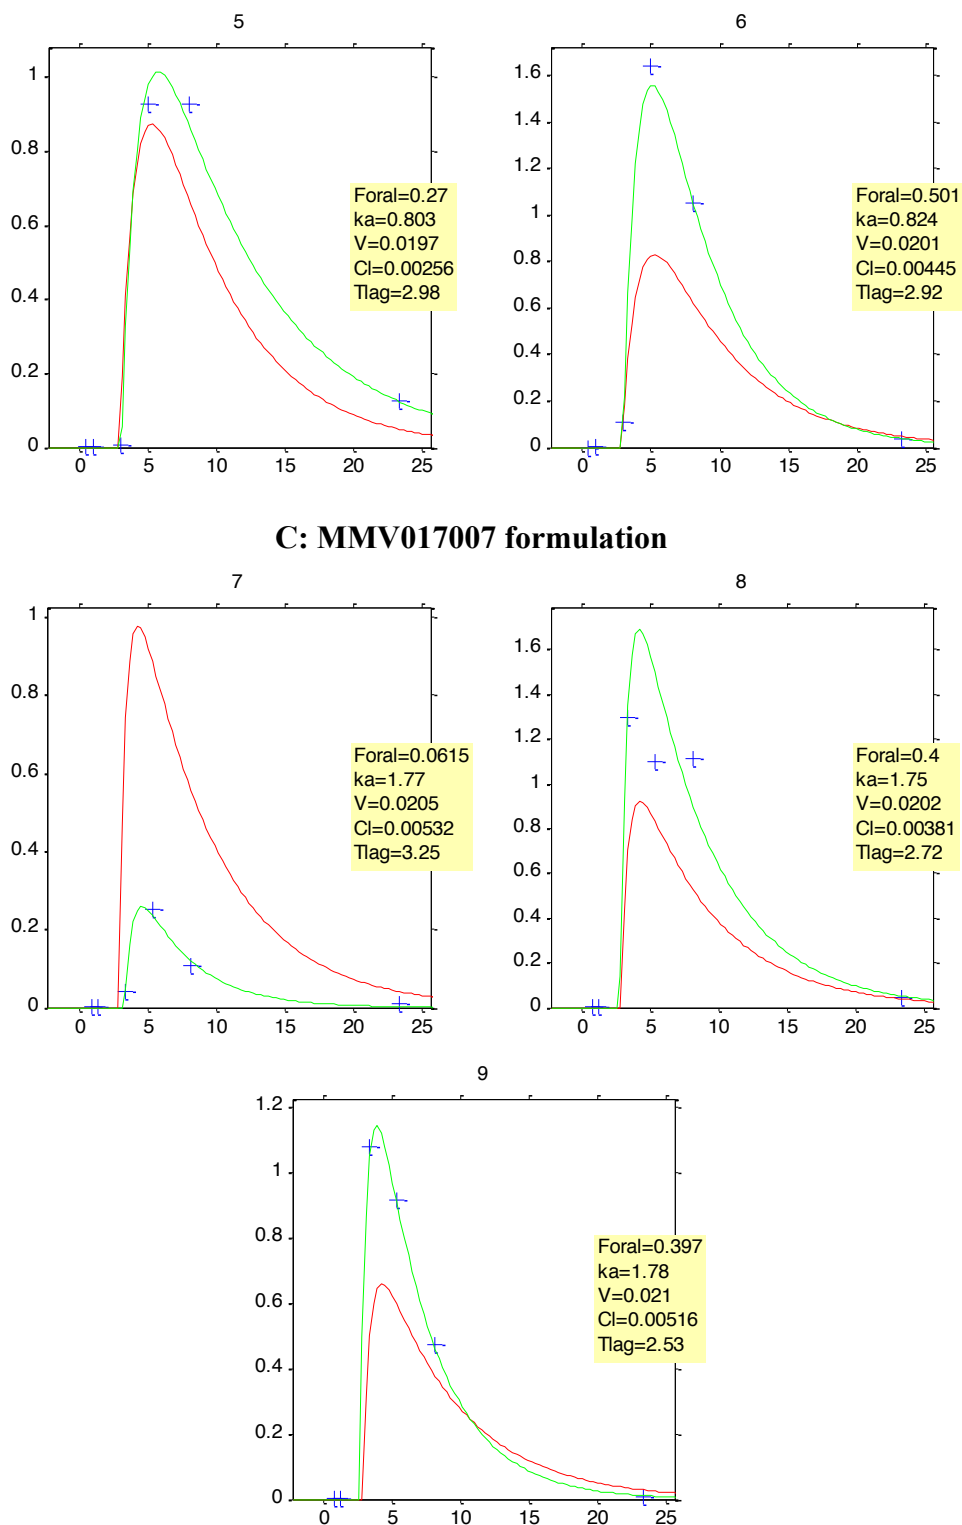 5
1
0.8
0.6
0.4
0.2
0
0 5 10 15 20 25
Foral=0.27
ka=0.803
V=0.0197
Cl=0.00256
Tlag=2.98
6
1.6
1.4
1.2
1
0.8
0.6
0.4
0.2
0
0 5 10 15 20 25
Foral=0.501
ka=0.824
V=0.0201
Cl=0.00445
Tlag=2.92
C: MMV017007 formulation
7
1
0.8
0.6
0.4
0.2
0
0 5 10 15 20 25
Foral=0.0615
ka=1.77
V=0.0205
Cl=0.00532
Tlag=3.25
8
1.6
1.4
1.2
1
0.8
0.6
0.4
0.2
0
0 5 10 15 20 25
Foral=0.4
ka=1.75
V=0.0202
Cl=0.00381
Tlag=2.72
9
1.2
1
0.8
0.6
0.4
0.2
0
0 5 10 15 20 25
Foral=0.397
ka=1.78
V=0.021
Cl=0.00516
Tlag=2.53